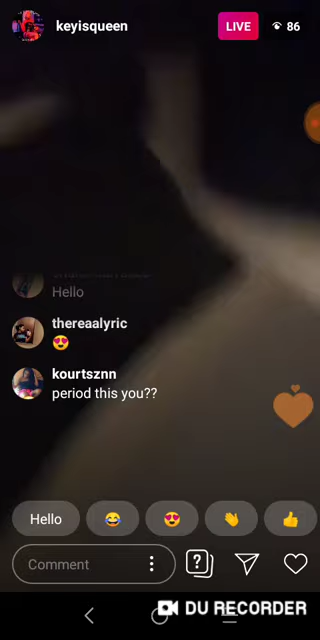 keyisqueen
LIVE
86
Hello
thereaalyric
😍
kourtsznn
period this you??
Hello 😂 😍 👏 👍
Comment
DU RECORDER